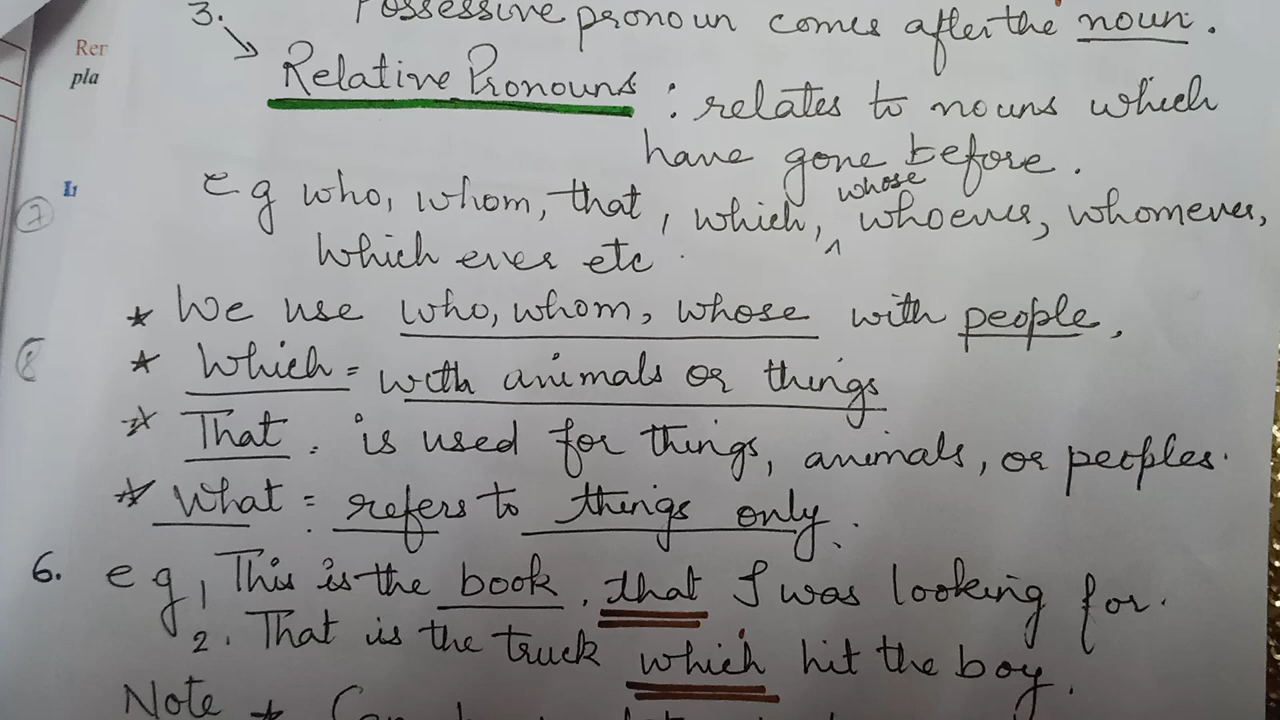 3. Possessive pronoun comes after the noun.
Rer
pla
Relative Pronouns : relates to nouns which
have gone before.
eg who, whom, that, which, whose whoever, whomever,
which ever etc.
7
8
* We use who, whom, whose with people,
* Which = with animals or things
* That . is used for things, animals, or peoples.
* What = refers to things only.
6. eg, 1 This is the book, that I was looking for.
2. That is the truck which hit the boy.
Note *